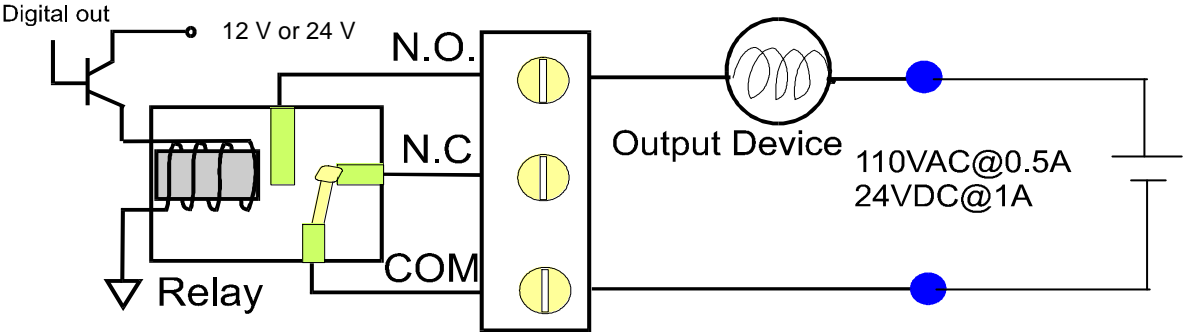 Digital out
12 V or 24 V
N.O.
N.C
Output Device
110VAC@0.5A
24VDC@1A
COM
Relay